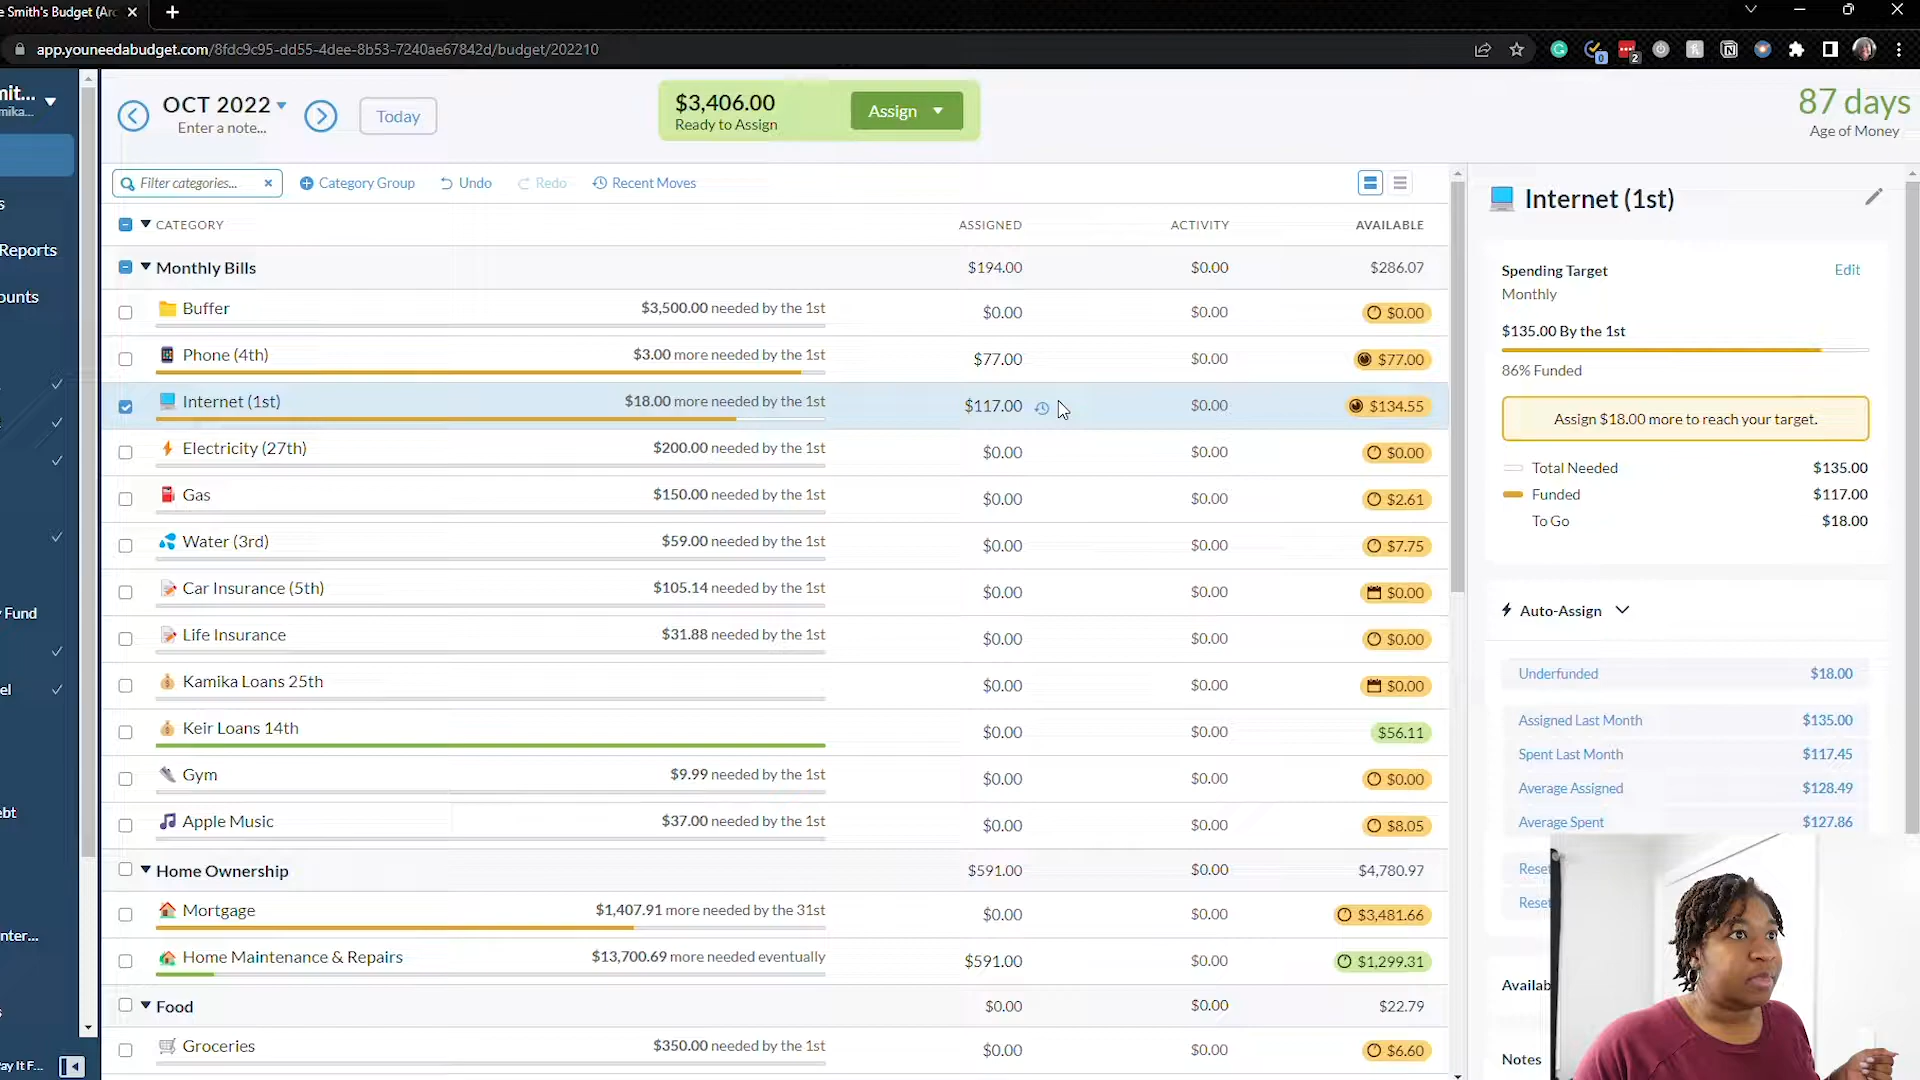 e Smith's Budget (Arc
app.youneedabudget.com/8fdc9c95-dd55-4dee-8b53-7240ae67842d/budget/202210
0
2
mit...
mika...
s
Reports
ounts
Fund
el
ebt
nter...
s
ay It F...
OCT 2022
Enter a note...
Today
$3,406.00
Ready to Assign
Assign
87 days
Age of Money
Filter categories...
Category Group
Undo
Redo
Recent Moves
CATEGORY ASSIGNED ACTIVITY AVAILABLE
Monthly Bills $194.00 $0.00 $286.07
Buffer $3,500.00 needed by the 1st $0.00 $0.00 $0.00
Phone (4th) $3.00 more needed by the 1st $77.00 $0.00 $77.00
Internet (1st) $18.00 more needed by the 1st $117.00 $0.00 $134.55
Electricity (27th) $200.00 needed by the 1st $0.00 $0.00 $0.00
Gas $150.00 needed by the 1st $0.00 $0.00 $2.61
Water (3rd) $59.00 needed by the 1st $0.00 $0.00 $7.75
Car Insurance (5th) $105.14 needed by the 1st $0.00 $0.00 $0.00
Life Insurance $31.88 needed by the 1st $0.00 $0.00 $0.00
Kamika Loans 25th $0.00 $0.00 $0.00
Keir Loans 14th $0.00 $0.00 $56.11
Gym $9.99 needed by the 1st $0.00 $0.00 $0.00
Apple Music $37.00 needed by the 1st $0.00 $0.00 $8.05
Home Ownership $591.00 $0.00 $4,780.97
Mortgage $1,407.91 more needed by the 31st $0.00 $0.00 $3,481.66
Home Maintenance & Repairs $13,700.69 more needed eventually $591.00 $0.00 $1,299.31
Food $0.00 $0.00 $22.79
Groceries $350.00 needed by the 1st $0.00 $0.00 $6.60
Internet (1st)
Spending Target Edit
Monthly
$135.00 By the 1st
86% Funded
Assign $18.00 more to reach your target.
Total Needed $135.00
Funded $117.00
To Go $18.00
Auto-Assign
Underfunded $18.00
Assigned Last Month $135.00
Spent Last Month $117.45
Average Assigned $128.49
Average Spent $127.86
Reset
Reset
Availab
Notes